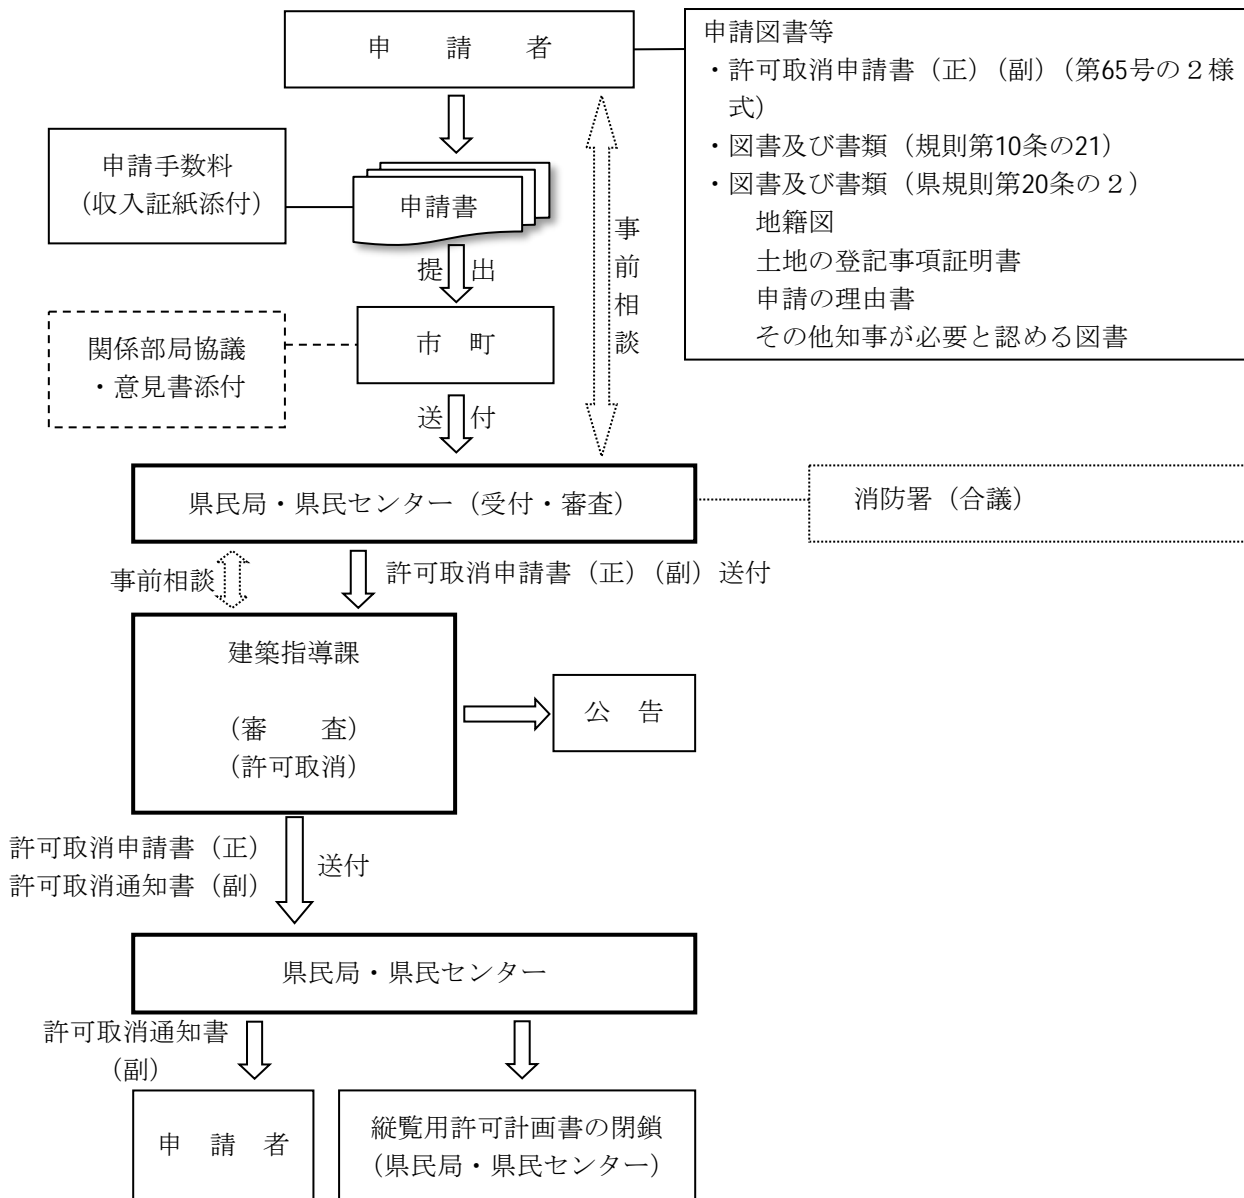 申　請　者
申請図書等
・許可取消申請書（正）（副）（第65号の２様
式）
・図書及び書類（規則第10条の21）
・図書及び書類（県規則第20条の２）
地籍図
土地の登記事項証明書
申請の理由書
その他知事が必要と認める図書
申請手数料
（収入証紙添付）
申請書
事前相談
提出
関係部局協議
・意見書添付
市　町
送付
県民局・県民センター（受付・審査）
消防署（合議）
事前相談
許可取消申請書（正）（副）送付
建築指導課
（審　　査）
（許可取消）
公　告
許可取消申請書（正）
許可取消通知書（副）
送付
県民局・県民センター
許可取消通知書
（副）
申　請　者
縦覧用許可計画書の閉鎖
（県民局・県民センター）